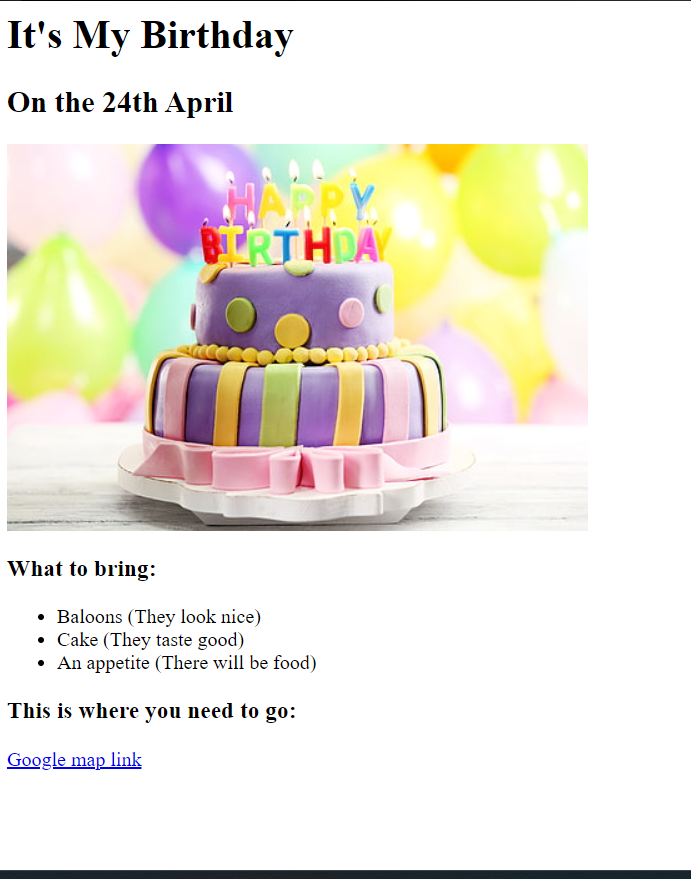 It's My Birthday
On the 24th April
HAPPY
BIRTHDAY
What to bring:
Baloons (They look nice)
Cake (They taste good)
An appetite (There will be food)
This is where you need to go:
Google map link